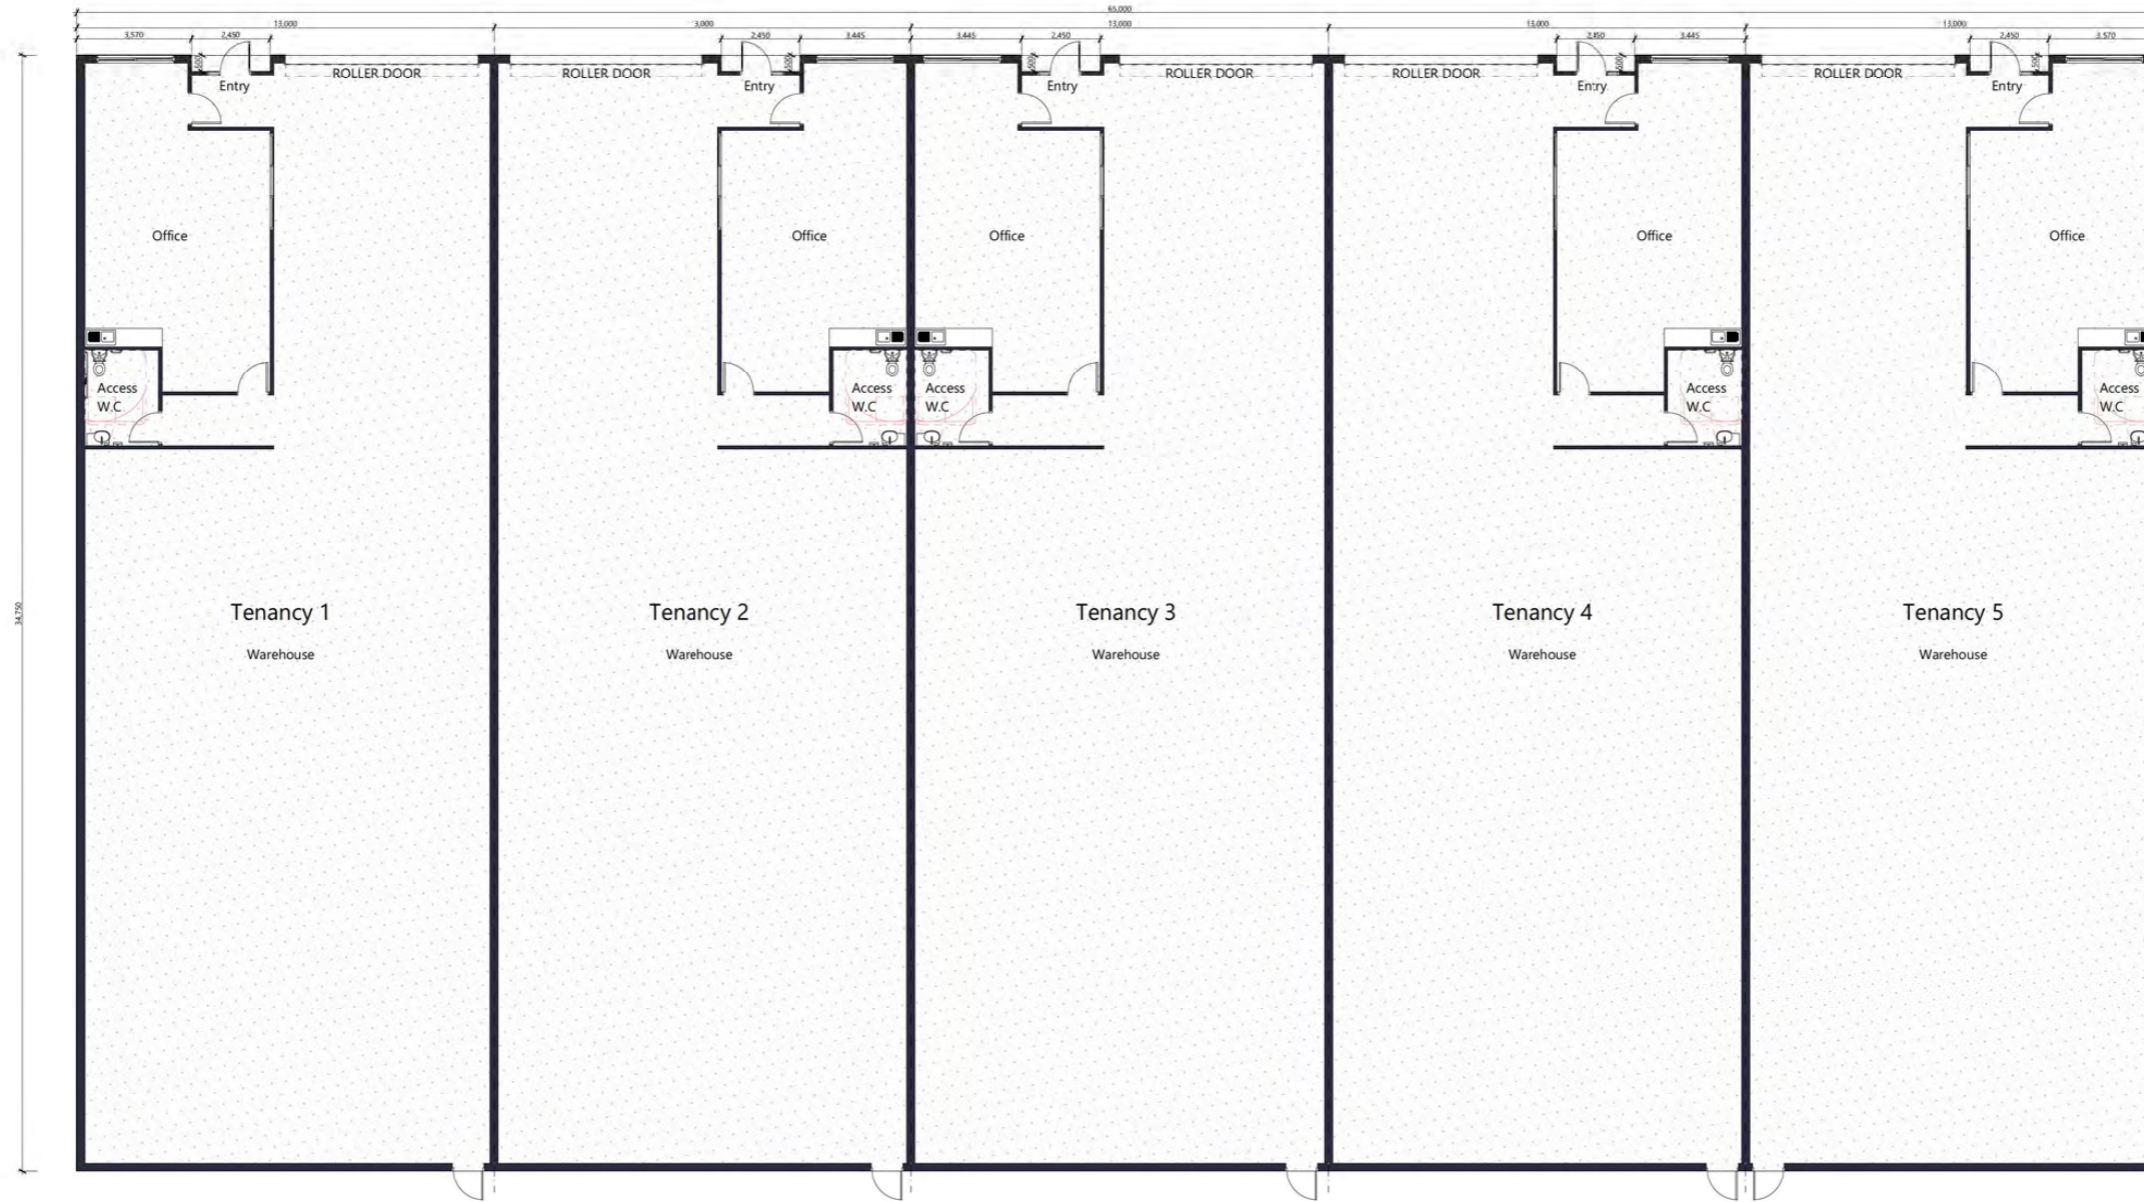 65,000
13,000 3,000 13,000 13,000 13,000
3,570 2,450 2,450 3,445 3,445 2,450 2,450 3,445 2,450 3,570
ROLLER DOOR ROLLER DOOR ROLLER DOOR ROLLER DOOR ROLLER DOOR
Entry Entry Entry Entry Entry
Office Office Office Office Office
Access Access Access Access Access
W.C W.C W.C W.C W.C
34,750
Tenancy 1 Tenancy 2 Tenancy 3 Tenancy 4 Tenancy 5
Warehouse Warehouse Warehouse Warehouse Warehouse